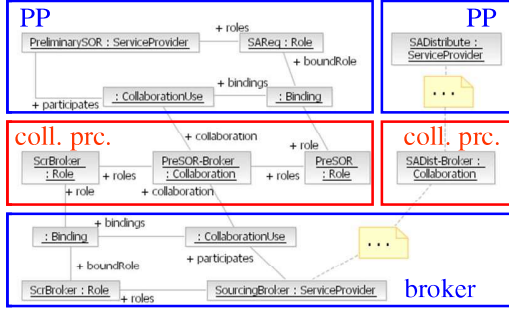 PP
+ roles
PreliminarySOR : ServiceProvider
SAReq : Role
+ boundRole
+ bindings
: CollaborationUse
: Binding
+ participates
PP
SADistribute :
ServiceProvider
...
coll. prc.
+ collaboration
+ role
ScrBroker
: Role
+ roles
PreSOR-Broker
: Collaboration
+ roles
PreSOR
: Role
+ role
+ collaboration
coll. prc.
SADist-Broker :
Collaboration
+ bindings
: Binding
: CollaborationUse
...
+ participates
+ boundRole
ScrBroker : Role
+ roles
SourcingBroker : ServiceProvider
broker